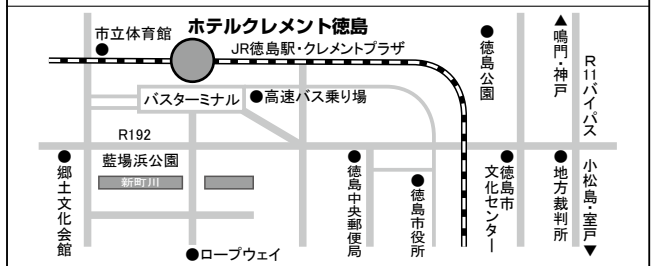 ホテルクレメント徳島
市立体育館
JR徳島駅・クレメントプラザ
バスターミナル
高速バス乗り場
徳島公園
▲鳴門・神戸
R11バイパス
R192
藍場浜公園
新町川
郷土文化会館
ロープウェイ
徳島中央郵便局
徳島市役所
徳島市文化センター
地方裁判所
小松島・室戸▼